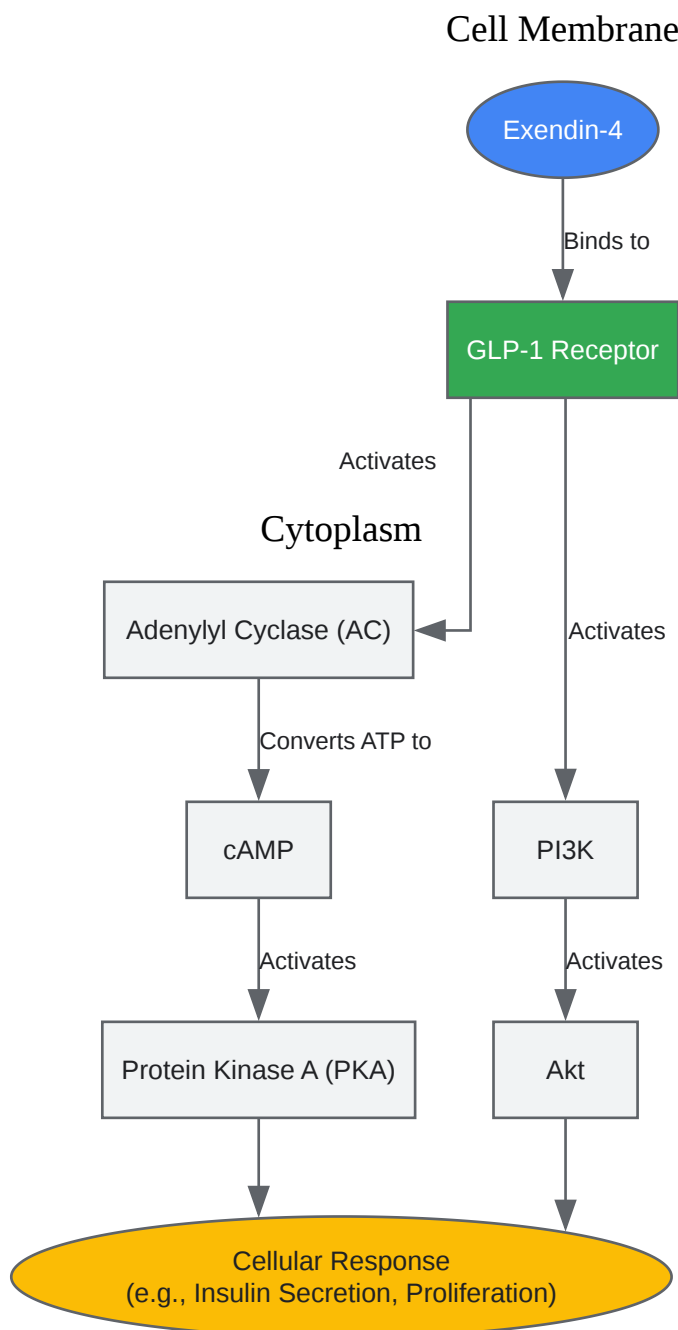 Cell Membrane
Exendin-4
Binds to
GLP-1 Receptor
Activates
Cytoplasm
Adenylyl Cyclase (AC)
Activates
Converts ATP to
cAMP
PI3K
Activates
Activates
Protein Kinase A (PKA)
Akt
Cellular Response
(e.g., Insulin Secretion, Proliferation)